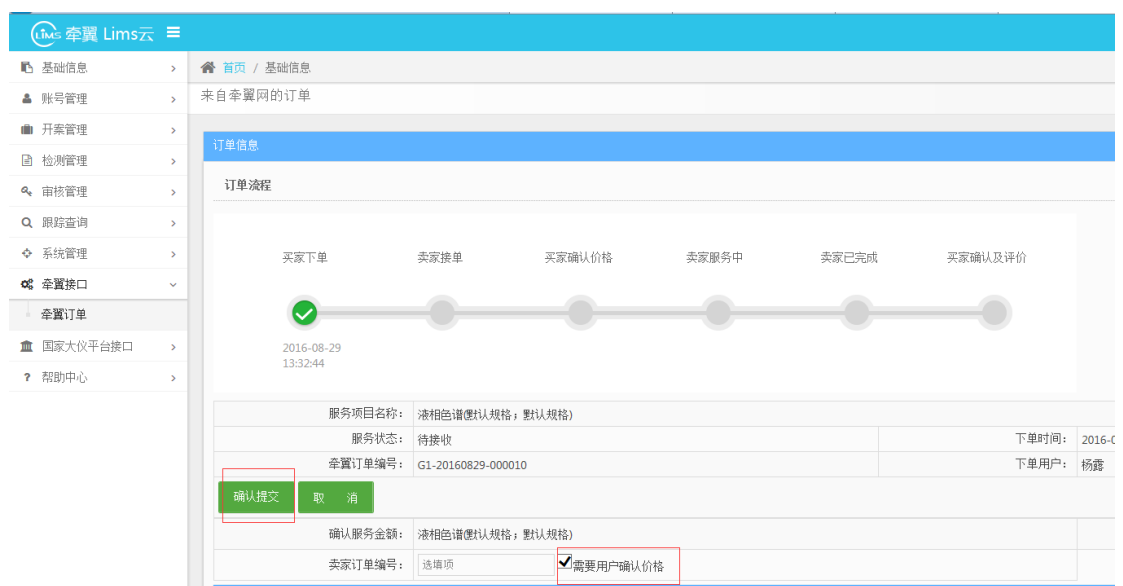 LiMS 牵翼 Lims云
基础信息
账号管理
开案管理
检测管理
审核管理
跟踪查询
系统管理
牵翼接口
牵翼订单
国家大仪平台接口
帮助中心
首页 / 基础信息
来自牵翼网的订单
订单信息
订单流程
买家下单 卖家接单 买家确认价格 卖家服务中 卖家已完成 买家确认及评价
2016-08-29
13:32:44
服务项目名称： 液相色谱(默认规格；默认规格)
服务状态： 待接收 下单时间： 2016-0
牵翼订单编号： G1-20160829-000010 下单用户： 杨露
确认提交 取 消
确认服务金额： 液相色谱(默认规格；默认规格)
卖家订单编号： 选填项 需要用户确认价格